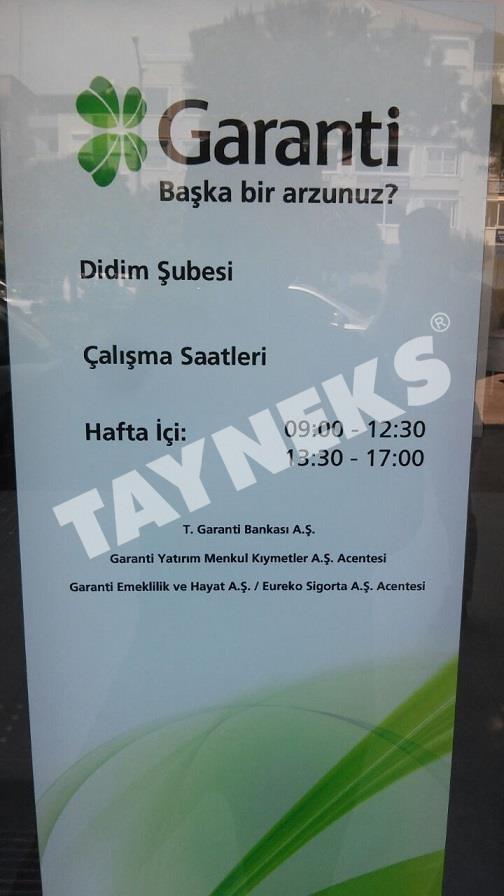 Garanti
Başka bir arzunuz?
Didim Şubesi
Çalışma Saatleri
Hafta İçi: 09:00 - 12:30
13:30 - 17:00
TAYNEKS®
T. Garanti Bankası A.Ş.
Garanti Yatırım Menkul Kıymetler A.Ş. Acentesi
Garanti Emeklilik ve Hayat A.Ş. / Eureko Sigorta A.Ş. Acentesi